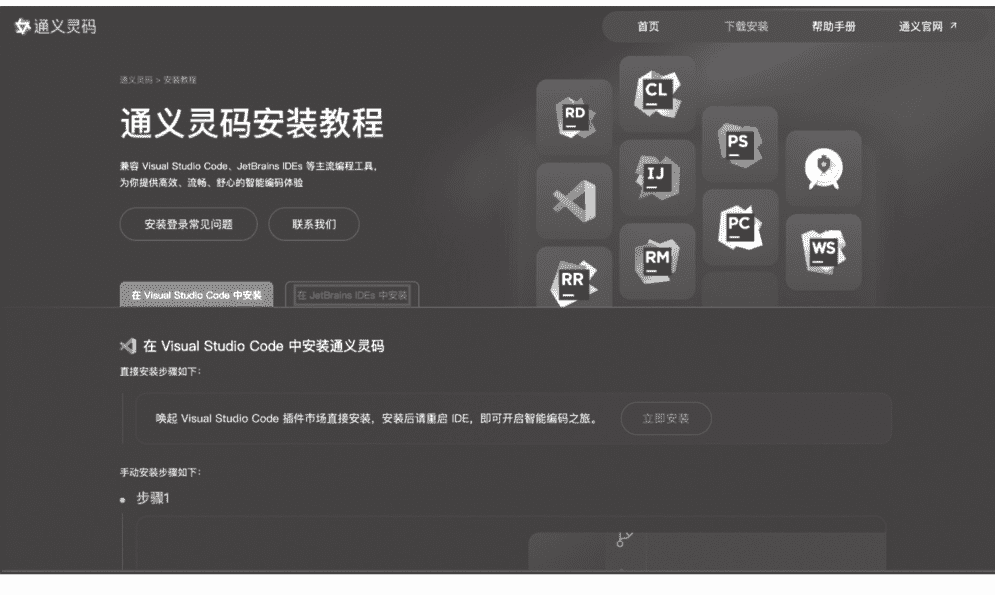 通义灵码
首页
下载安装
帮助手册
通义官网 ↗
通义灵码 > 安装教程
通义灵码安装教程
兼容 Visual Studio Code、JetBrains IDEs 等主流编程工具，
为你提供高效、流畅、舒心的智能编码体验
安装登录常见问题
联系我们
RD
CL
PS
IJ
PC
RM
WS
RR
在 Visual Studio Code 中安装
在 JetBrains IDEs 中安装
在 Visual Studio Code 中安装通义灵码
直接安装步骤如下：
唤起 Visual Studio Code 插件市场直接安装，安装后请重启 IDE，即可开启智能编码之旅。
立即安装
手动安装步骤如下：
步骤1